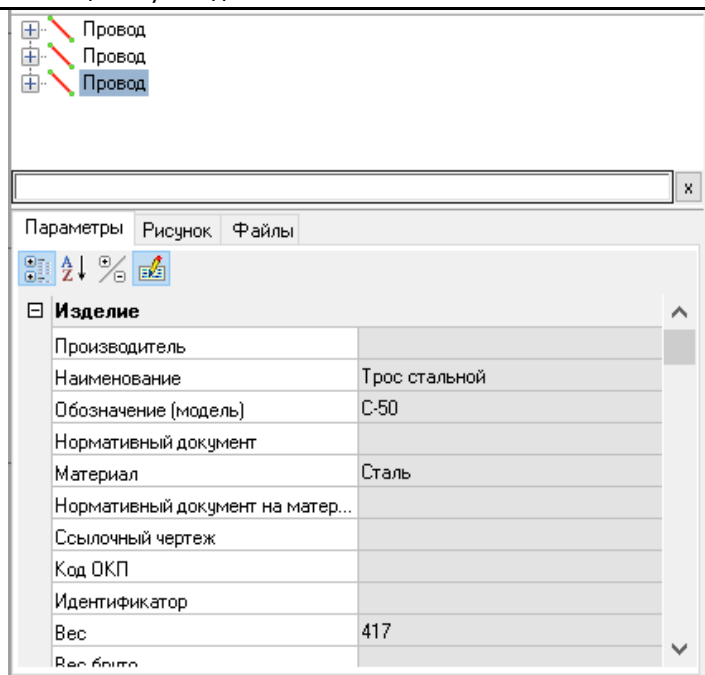 Провод
Провод
Провод
x
Параметры Рисунок Файлы
Изделие
Производитель
Наименование Трос стальной
Обозначение (модель) С-50
Нормативный документ
Материал Сталь
Нормативный документ на матер...
Ссылочный чертеж
Код ОКП
Идентификатор
Вес 417